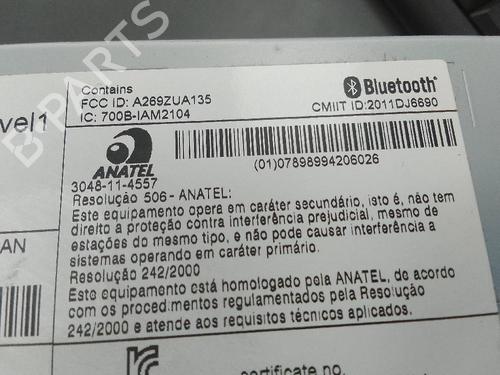 Contains
FCC ID: A269ZUA135
IC: 700B-IAM2104
Bluetooth®
CMIIT ID:2011DJ6690
vel1
ANATEL
3048-11-4557
(01)07898994206026
Resolução 506 - ANATEL:
Este equipamento opera em caráter secundário, isto é, não tem
direito a proteção contra interferência prejudicial, mesmo de
estações do mesmo tipo, e não pode causar interferência a
sistemas operando em caráter primário.
AN
Resolução 242/2000
Este equipamento está homologado pela ANATEL, de acordo
com os procedimentos regulamentados pela Resolução
242/2000 e atende aos requisitos técnicos aplicados.
certificate no.
B PARTS